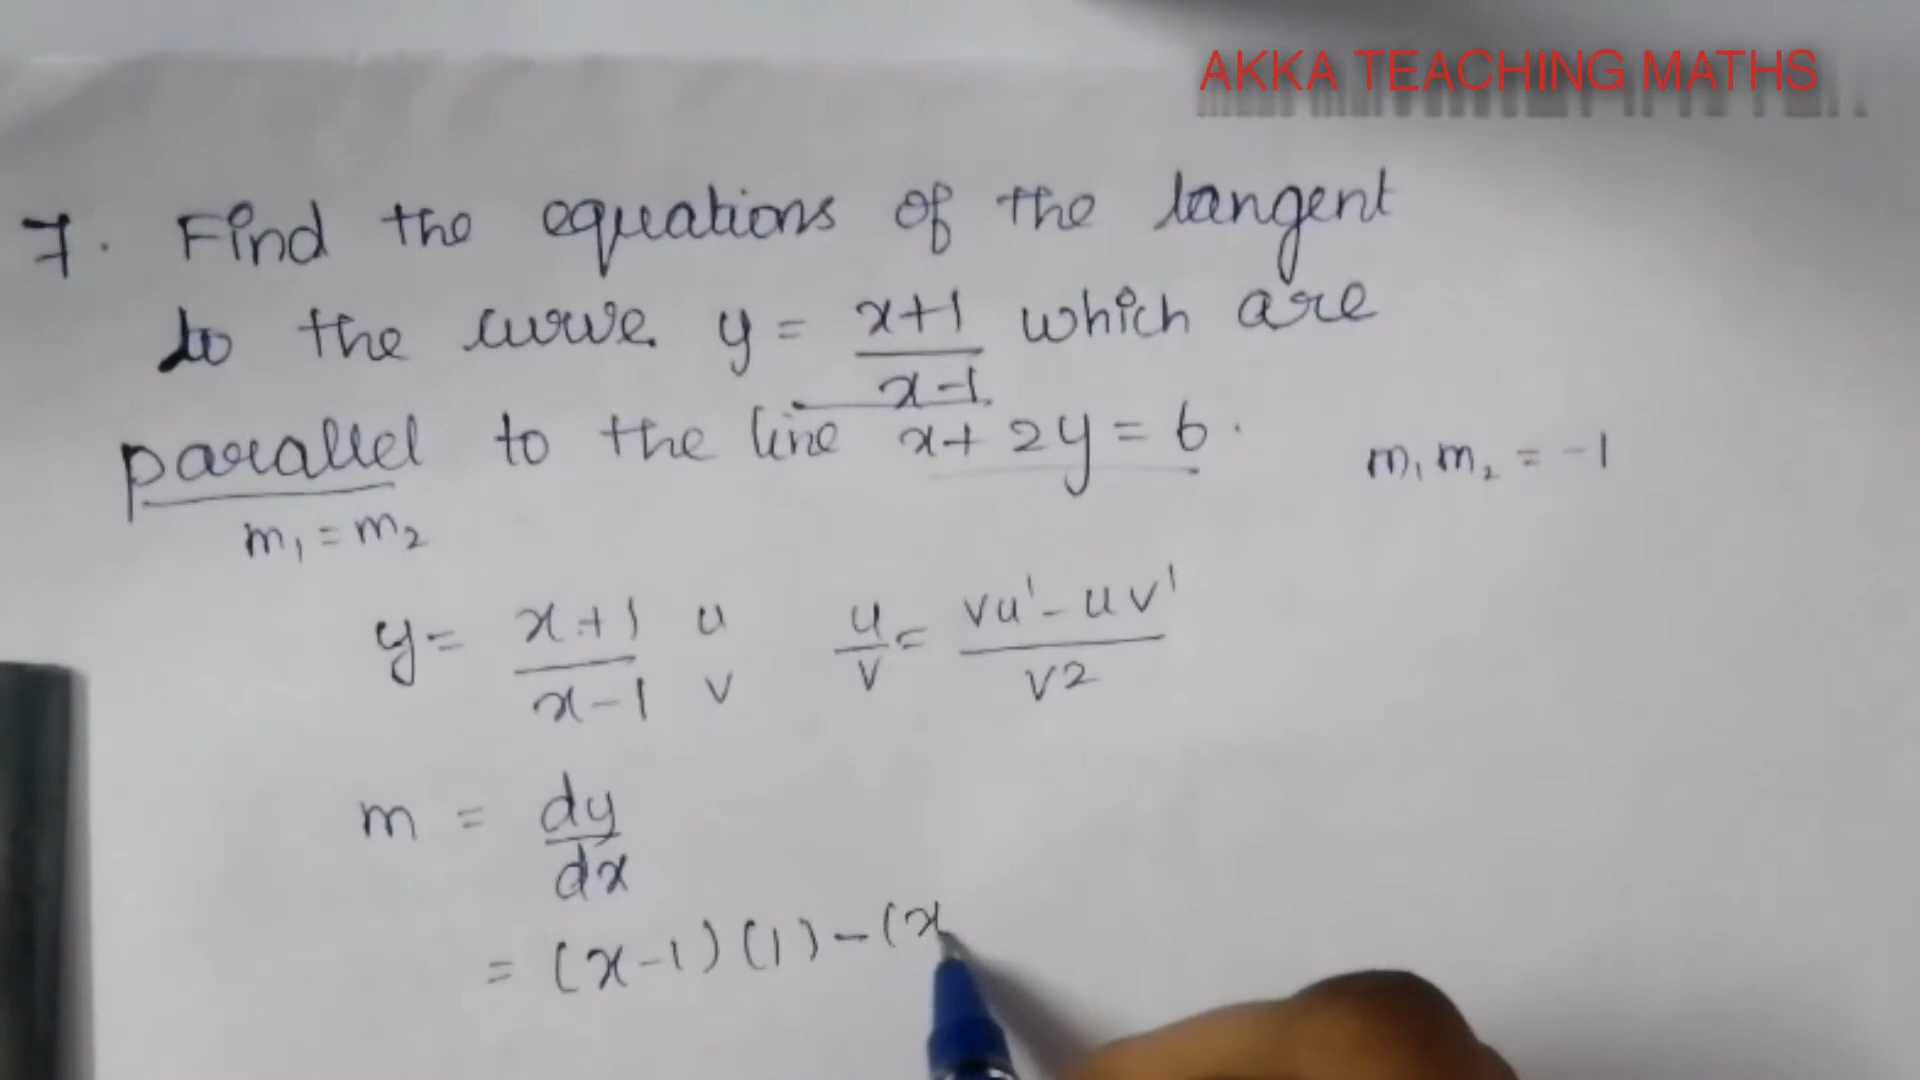 AKKA TEACHING MATHS
7. Find the equations of the tangent
to the curve y = x+1/x-1 which are
parallel to the line x+2y=6.
m₁m₂ = -1
m₁=m₂
y= x+1/x-1 u/v u/v = vu'-uv'/v2
m = dy/dx
= (x-1)(1)-(x